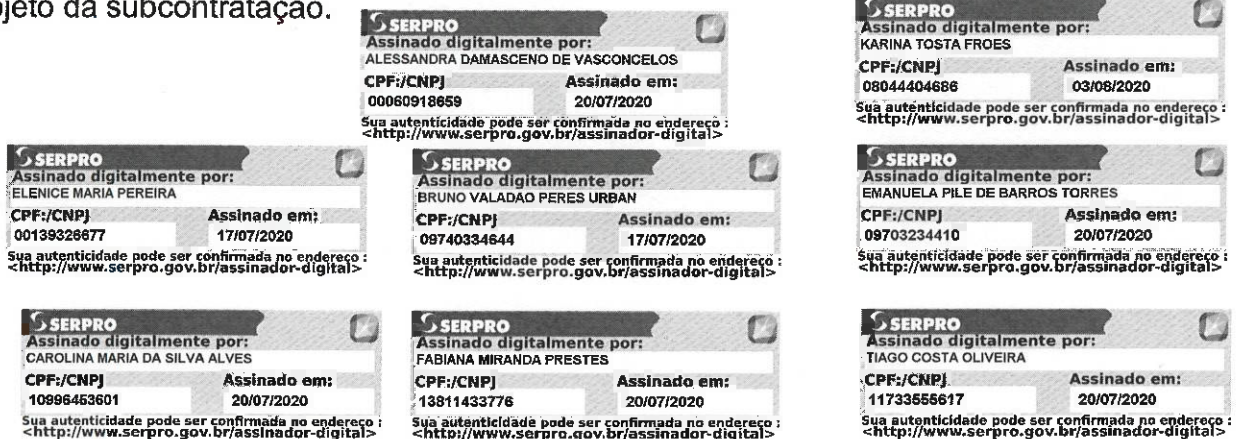 ojeto da subcontratação.
SERPRO
Assinado digitalmente por:
ALESSANDRA DAMASCENO DE VASCONCELOS
CPF:/CNPJ Assinado em:
00060918659 20/07/2020
Sua autenticidade pode ser confirmada no endereço :
<http://www.serpro.gov.br/assinador-digital>
SERPRO
Assinado digitalmente por:
KARINA TOSTA FROES
CPF:/CNPJ Assinado em:
08044404686 03/08/2020
Sua autenticidade pode ser confirmada no endereço :
<http://www.serpro.gov.br/assinador-digital>
SERPRO
Assinado digitalmente por:
ELENICE MARIA PEREIRA
CPF:/CNPJ Assinado em:
00139326677 17/07/2020
Sua autenticidade pode ser confirmada no endereço :
<http://www.serpro.gov.br/assinador-digital>
SERPRO
Assinado digitalmente por:
BRUNO VALADAO PERES URBAN
CPF:/CNPJ Assinado em:
09740334644 17/07/2020
Sua autenticidade pode ser confirmada no endereço :
<http://www.serpro.gov.br/assinador-digital>
SERPRO
Assinado digitalmente por:
EMANUELA PILE DE BARROS TORRES
CPF:/CNPJ Assinado em:
09703234410 20/07/2020
Sua autenticidade pode ser confirmada no endereço :
<http://www.serpro.gov.br/assinador-digital>
SERPRO
Assinado digitalmente por:
CAROLINA MARIA DA SILVA ALVES
CPF:/CNPJ Assinado em:
10996453601 20/07/2020
Sua autenticidade pode ser confirmada no endereço :
<http://www.serpro.gov.br/assinador-digital>
SERPRO
Assinado digitalmente por:
FABIANA MIRANDA PRESTES
CPF:/CNPJ Assinado em:
13811433776 20/07/2020
Sua autenticidade pode ser confirmada no endereço :
<http://www.serpro.gov.br/assinador-digital>
SERPRO
Assinado digitalmente por:
TIAGO COSTA OLIVEIRA
CPF:/CNPJ Assinado em:
11733555617 20/07/2020
Sua autenticidade pode ser confirmada no endereço :
<http://www.serpro.gov.br/assinador-digital>